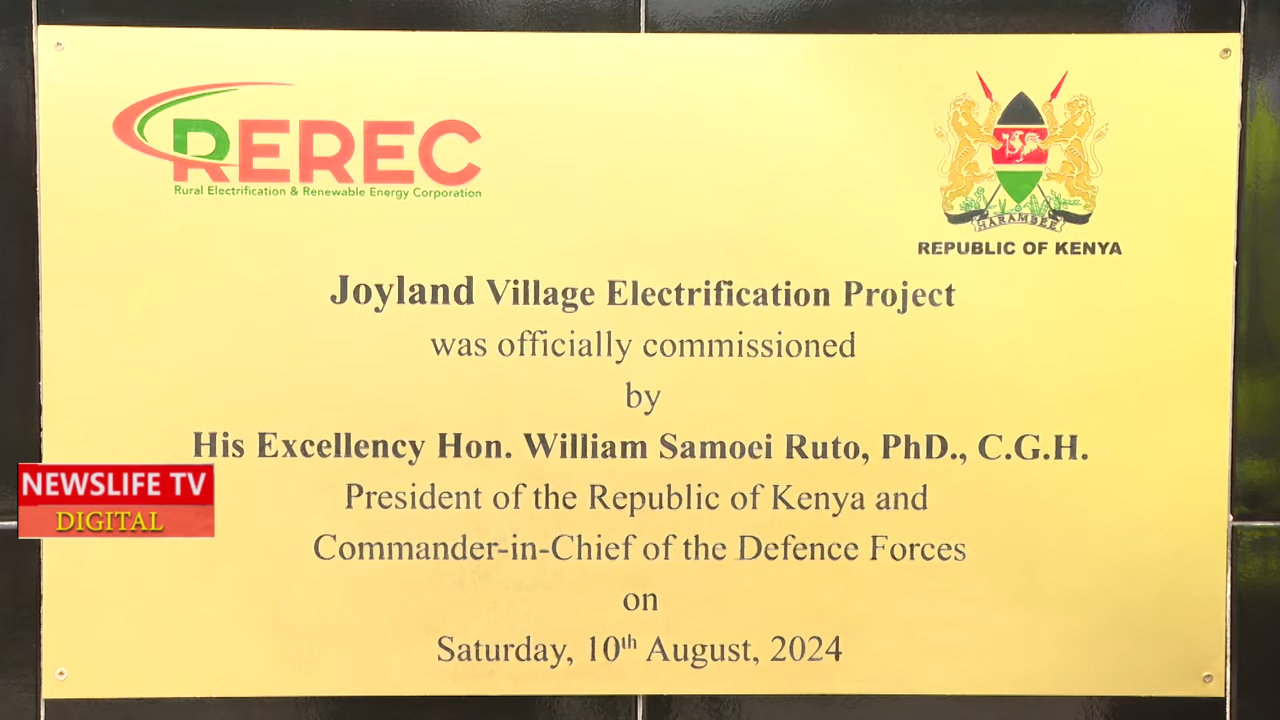 REREC
Rural Electrification & Renewable Energy Corporation
HARAMBEE
REPUBLIC OF KENYA
Joyland Village Electrification Project
was officially commissioned
by
His Excellency Hon. William Samoei Ruto, PhD., C.G.H.
President of the Republic of Kenya and
Commander-in-Chief of the Defence Forces
on
Saturday, 10th August, 2024
NEWSLIFE TV
DIGITAL